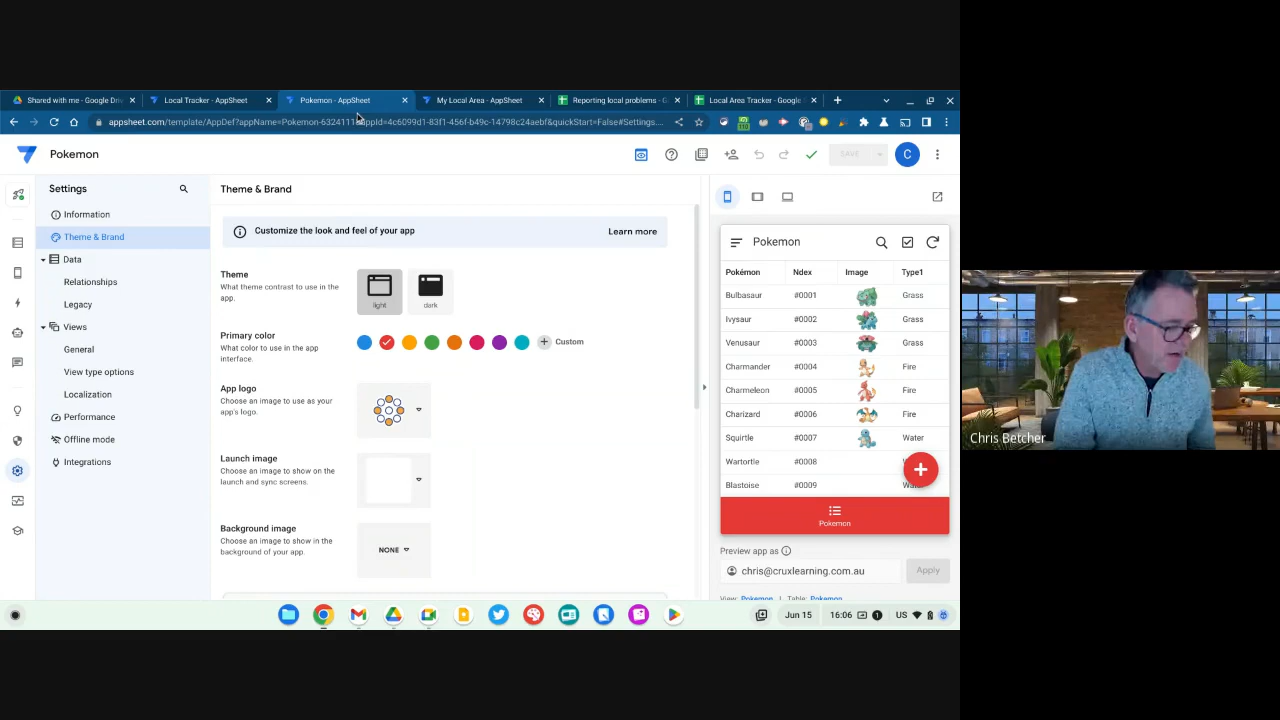 Shared with me - Google Dri
Local Tracker - AppSheet
Pokemon - AppSheet
My Local Area - AppSheet
Reporting local problems - G
Local Area Tracker - Google S
Pokemon
SAVE
C
Settings
Information
Theme & Brand
Data
Relationships
Legacy
Views
General
View type options
Localization
Performance
Offline mode
Integrations
Theme & Brand
Customize the look and feel of your app
Learn more
Theme
What theme contrast to use in the
app.
light
dark
Primary color
What color to use in the app
interface.
Custom
App logo
Choose an image to use as your
app's logo.
Launch image
Choose an image to show on the
launch and sync screens.
Background image
Choose an image to show in the
background of your app.
NONE
Pokemon
Pokémon Ndex Image Type1
Bulbasaur #0001 Grass
Ivysaur #0002 Grass
Venusaur #0003 Grass
Charmander #0004 Fire
Charmeleon #0005 Fire
Charizard #0006 Fire
Squirtle #0007 Water
Wartortle #0008
Blastoise #0009
Pokemon
Preview app as
chris@cruxlearning.com.au
Apply
View: Pokemon Table: Pokemon
Jun 15
16:06
1
US
Chris Betcher